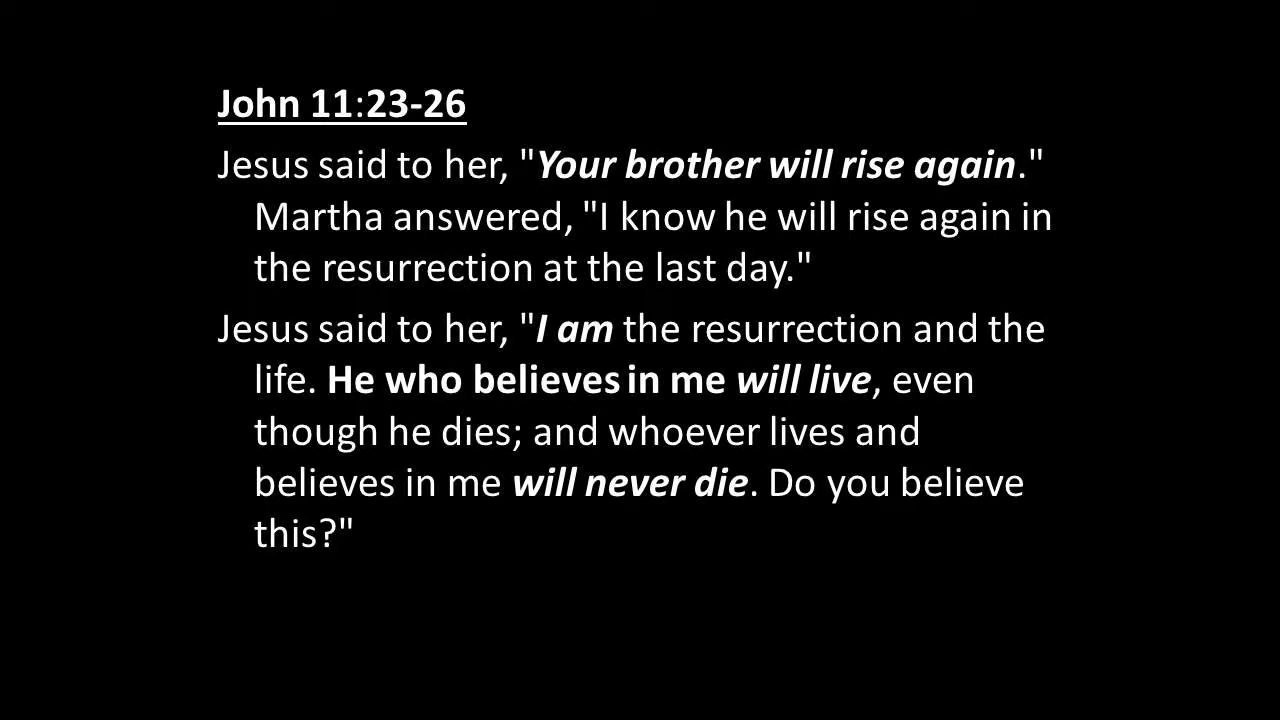 John 11:23-26
Jesus said to her, "Your brother will rise again."
Martha answered, "I know he will rise again in
the resurrection at the last day."
Jesus said to her, "I am the resurrection and the
life. He who believes in me will live, even
though he dies; and whoever lives and
believes in me will never die. Do you believe
this?"